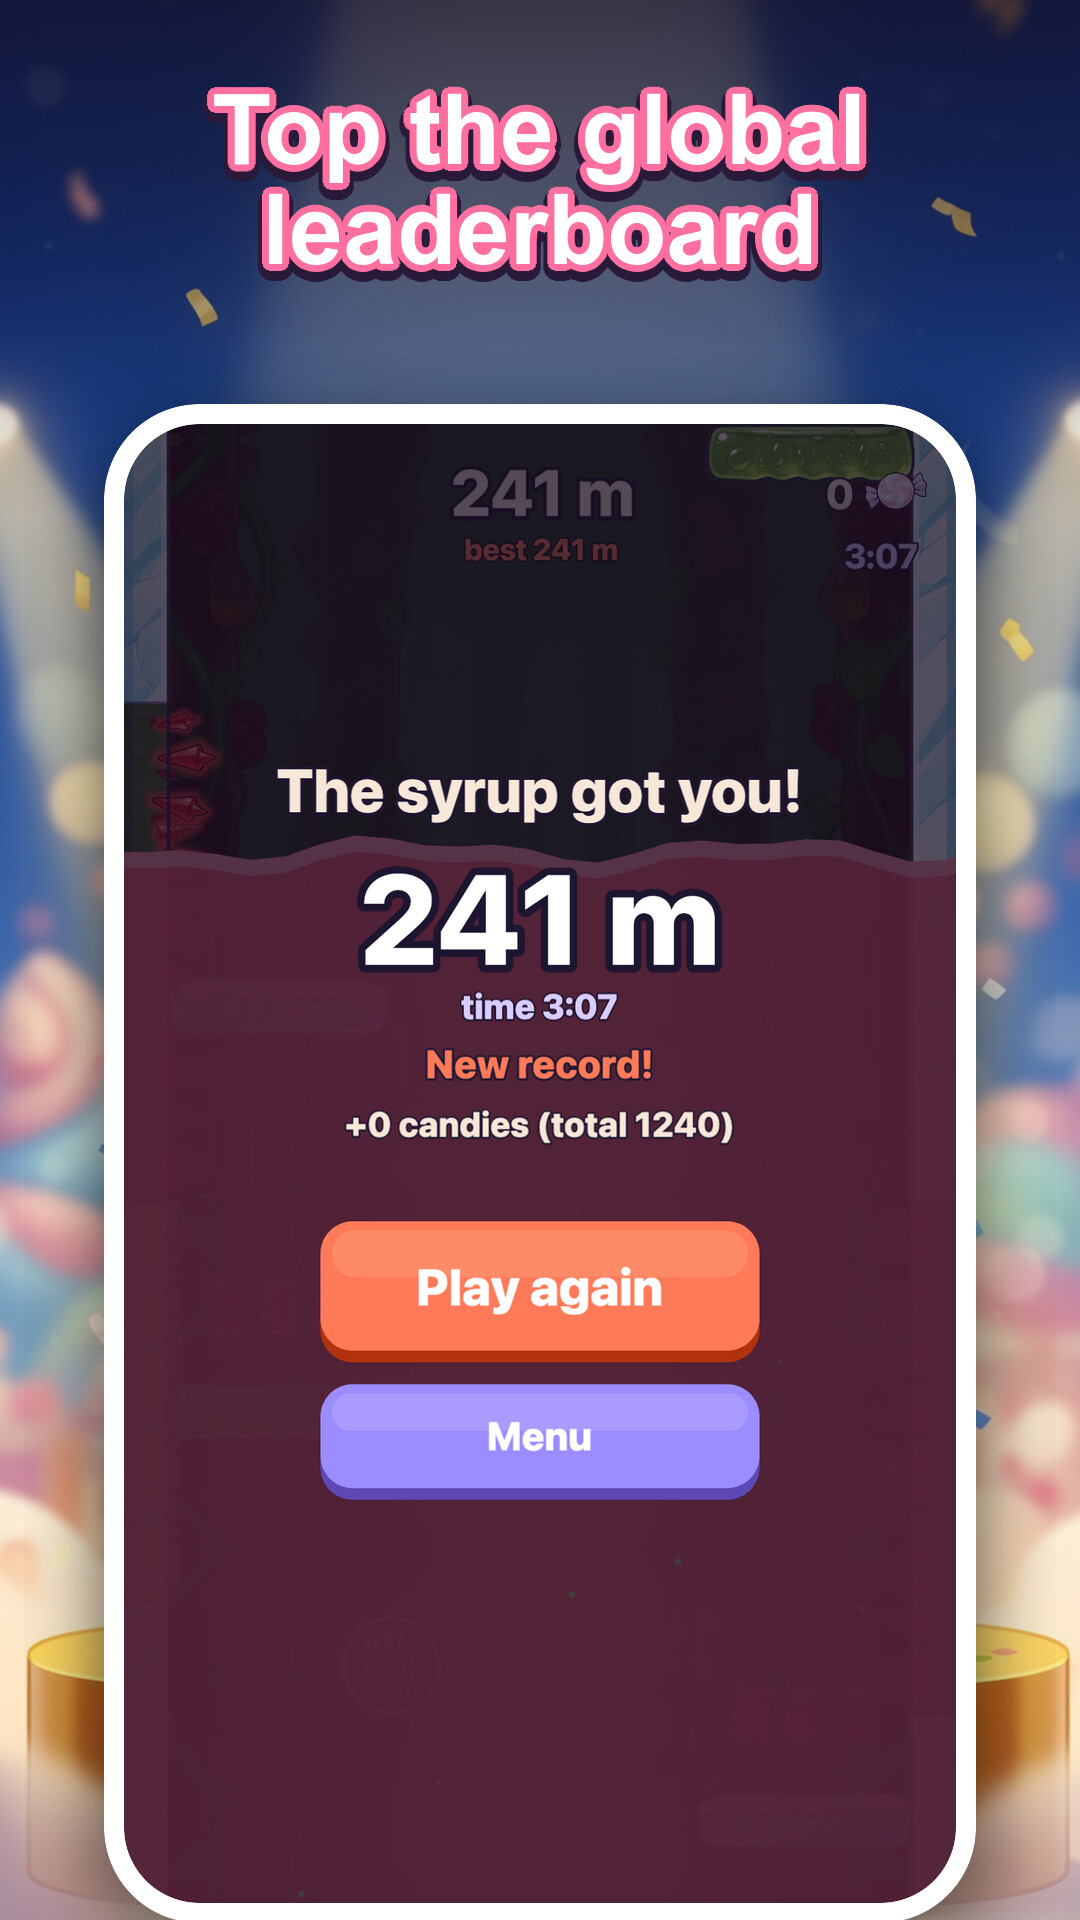 Top the global
leaderboard
241 m
0
best 241 m
3:07
The syrup got you!
241 m
time 3:07
New record!
+0 candies (total 1240)
Play again
Menu